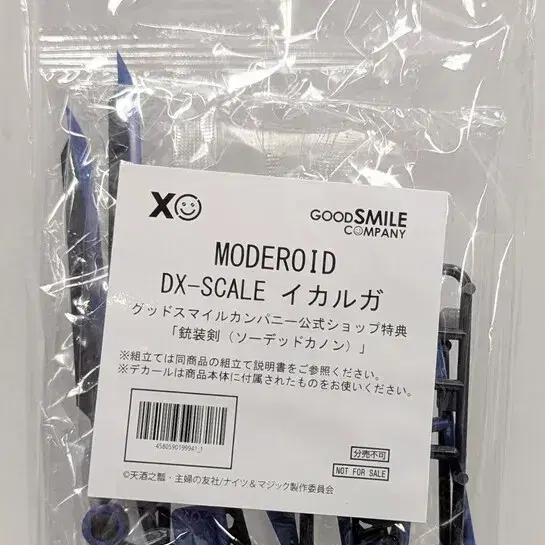 XO
GOODSMILE
COMPANY
MODEROID
DX-SCALE イカルガ
グッドスマイルカンパニー公式ショップ特典
「銃装剣（ソーデッドカノン）」
※組立ては同商品の組立て説明書をご参照ください。
※デカールは商品本体に付属されたものをお使いください。
4580590199941_1
分売不可
NOT FOR SALE
©天酒之瓢・主婦の友社/ナイツ＆マジック製作委員会